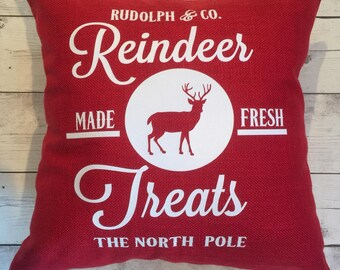 RUDOLPH & CO.
Reindeer
MADE FRESH
Treats
THE NORTH POLE